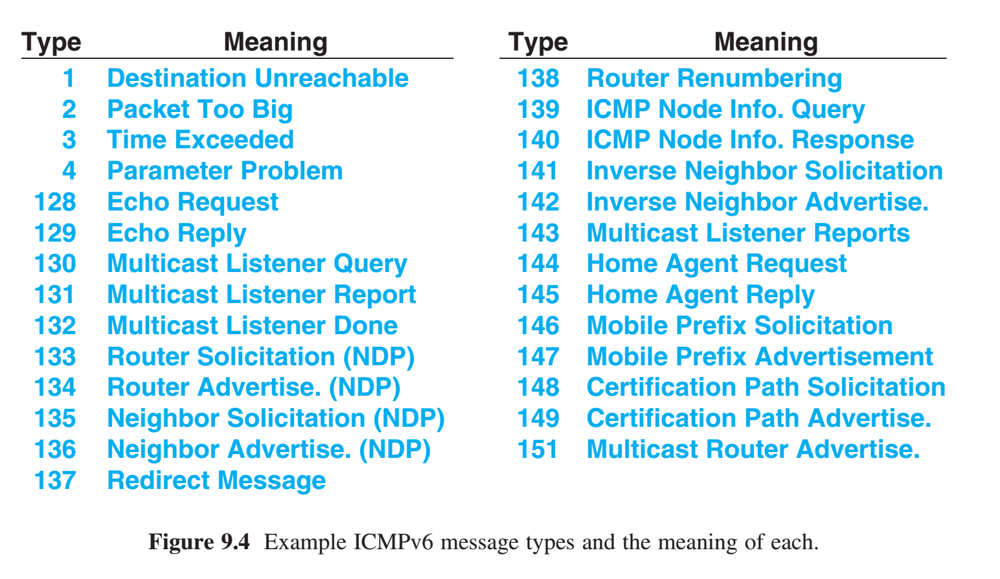 Type Meaning
1 Destination Unreachable
2 Packet Too Big
3 Time Exceeded
4 Parameter Problem
128 Echo Request
129 Echo Reply
130 Multicast Listener Query
131 Multicast Listener Report
132 Multicast Listener Done
133 Router Solicitation (NDP)
134 Router Advertise. (NDP)
135 Neighbor Solicitation (NDP)
136 Neighbor Advertise. (NDP)
137 Redirect Message
Type Meaning
138 Router Renumbering
139 ICMP Node Info. Query
140 ICMP Node Info. Response
141 Inverse Neighbor Solicitation
142 Inverse Neighbor Advertise.
143 Multicast Listener Reports
144 Home Agent Request
145 Home Agent Reply
146 Mobile Prefix Solicitation
147 Mobile Prefix Advertisement
148 Certification Path Solicitation
149 Certification Path Advertise.
151 Multicast Router Advertise.
Figure 9.4 Example ICMPv6 message types and the meaning of each.